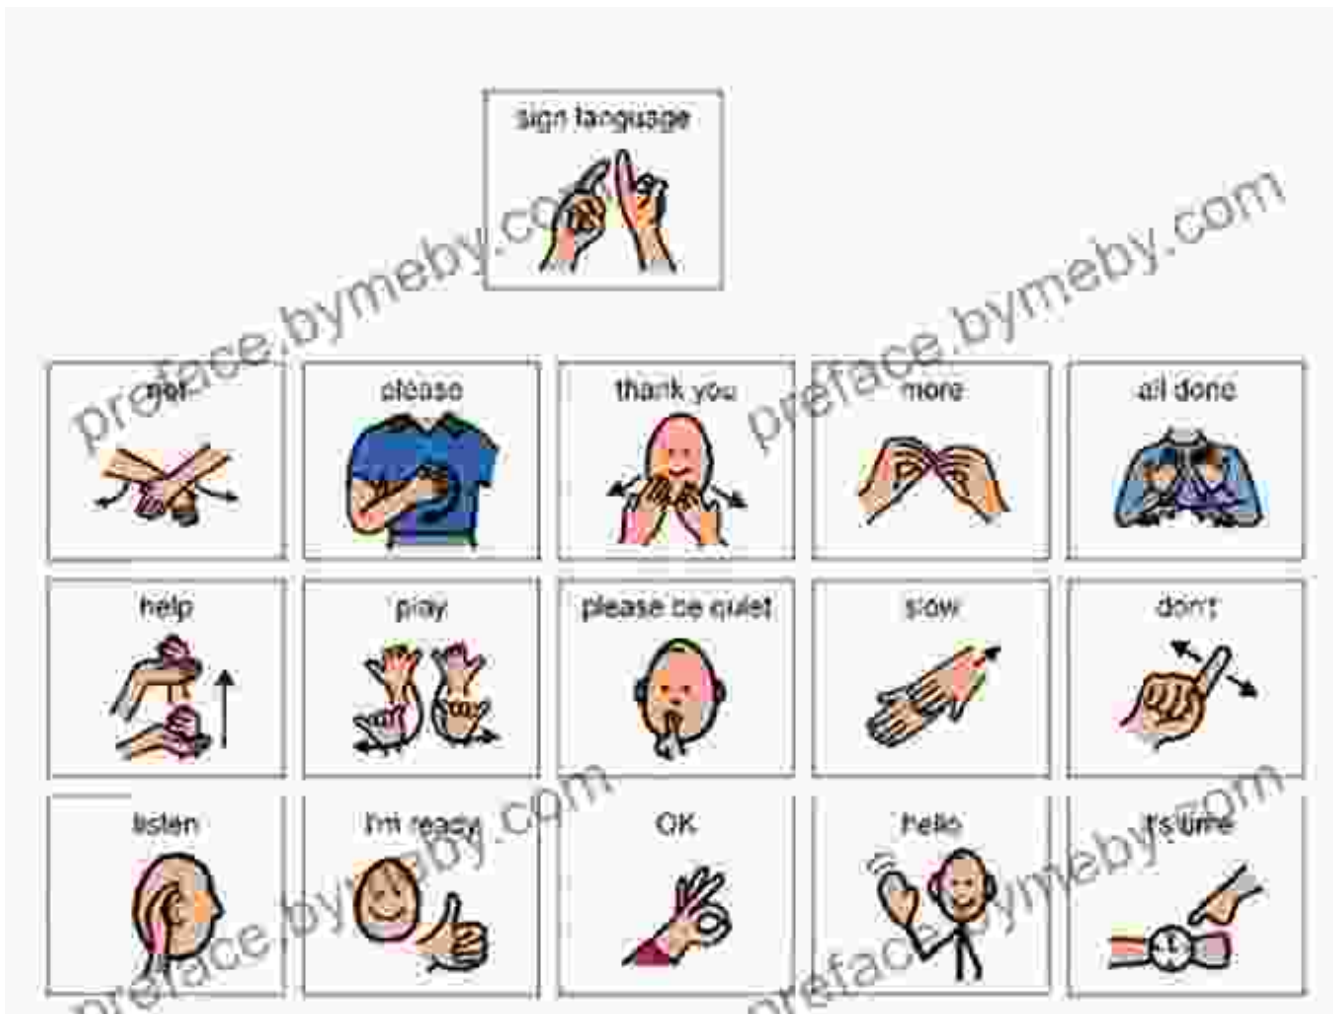 sign language
not
please
thank you
more
all done
help
play
please be quiet
slow
don't
listen
I'm ready
OK
hello
it's time
preface.bymeby.com
preface.bymeby.com
preface.bymeby.com
preface.bymeby.com